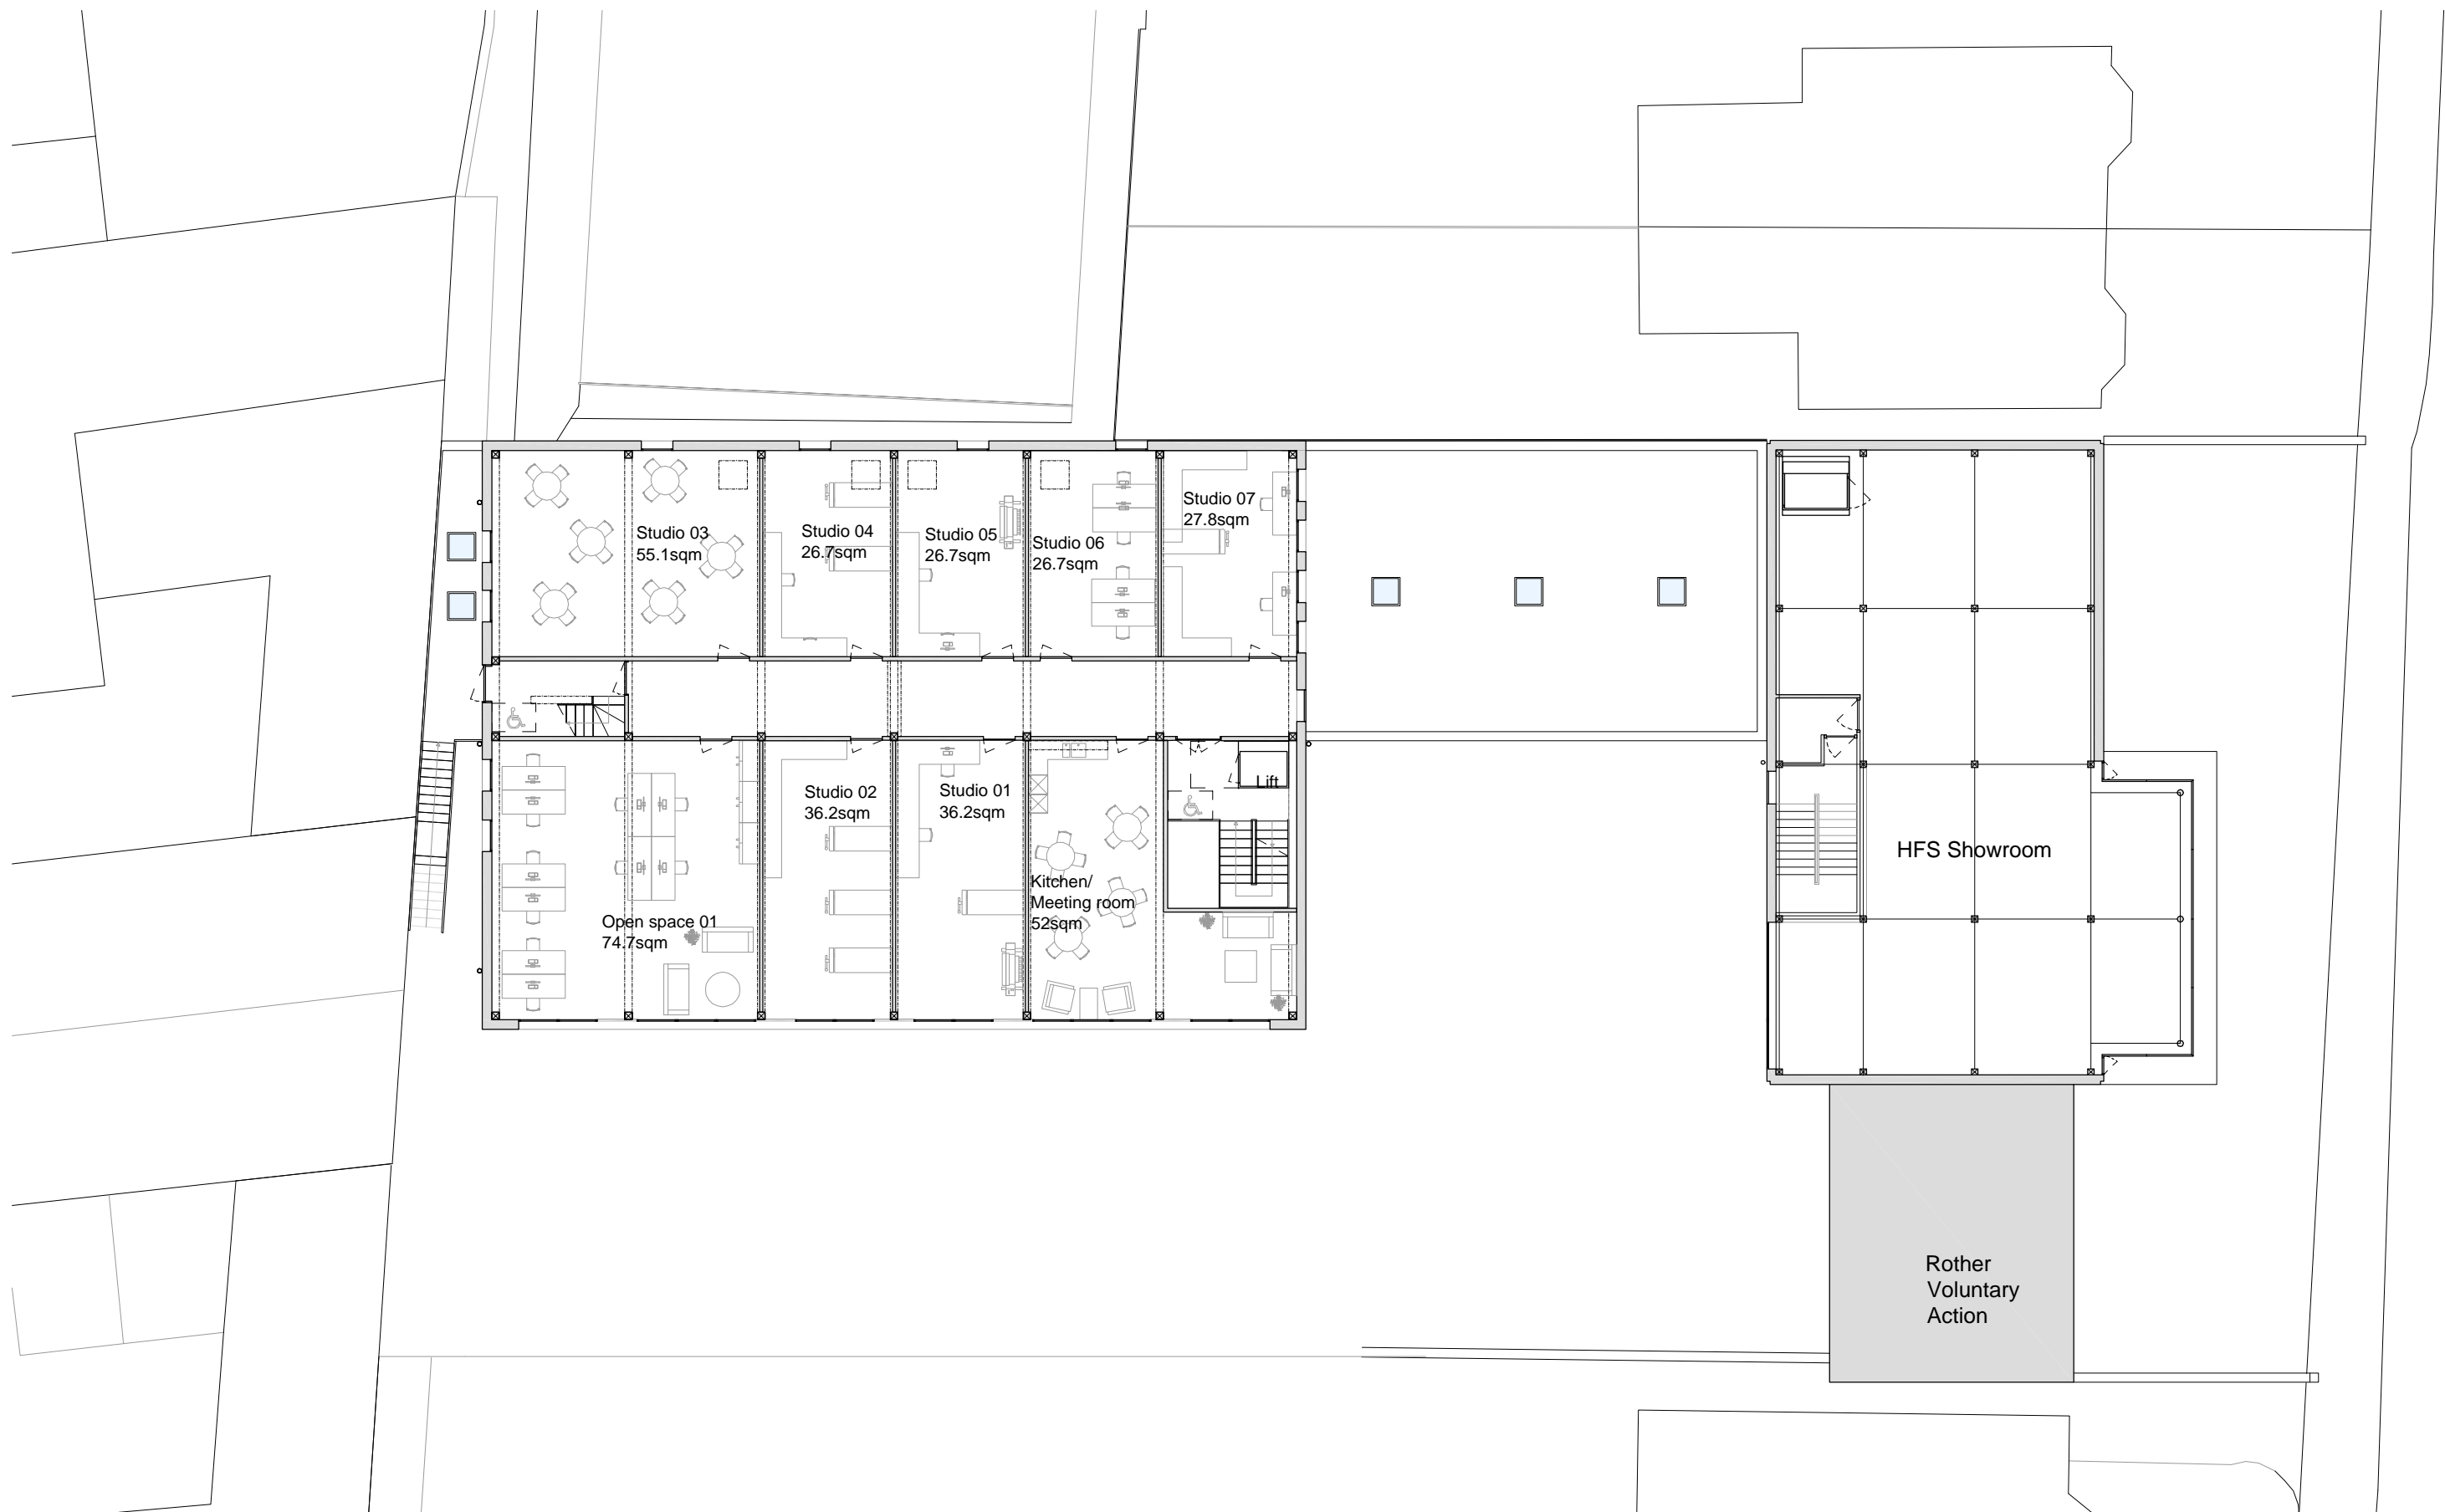 Studio 03
55.1sqm
Studio 04
26.7sqm
Studio 05
26.7sqm
Studio 06
26.7sqm
Studio 07
27.8sqm
Open space 01
74.7sqm
Studio 02
36.2sqm
Studio 01
36.2sqm
Kitchen/
Meeting room
52sqm
Lift
HFS Showroom
Rother
Voluntary
Action